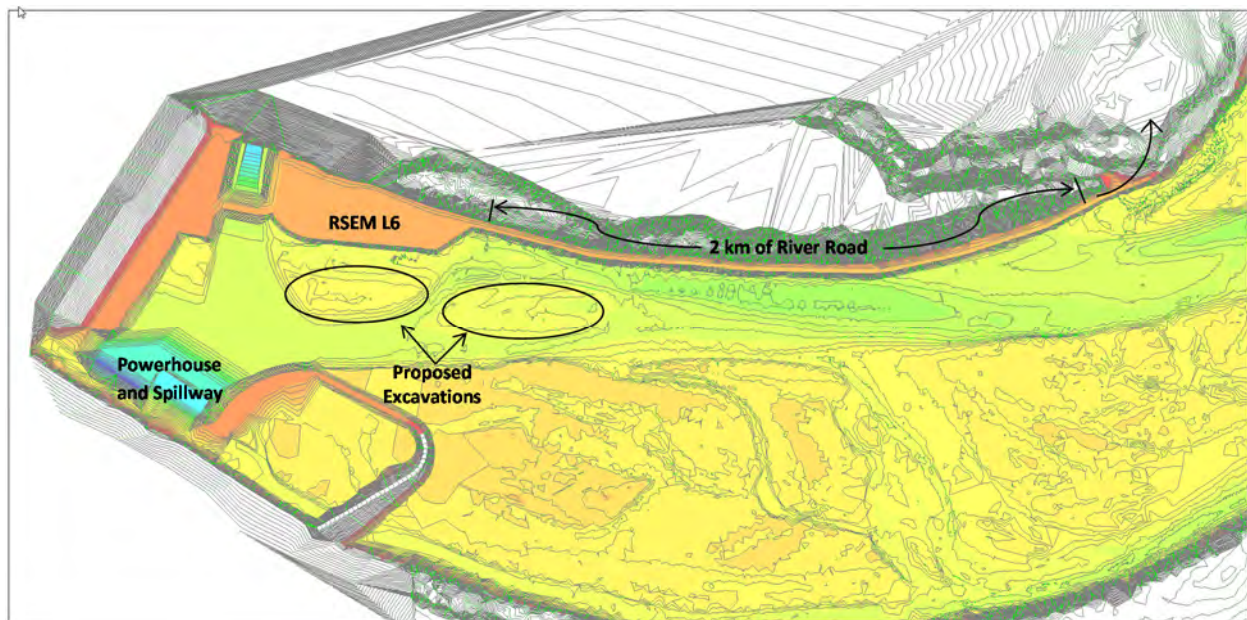 RSEM L6
2 km of River Road
Powerhouse
and Spillway
Proposed
Excavations